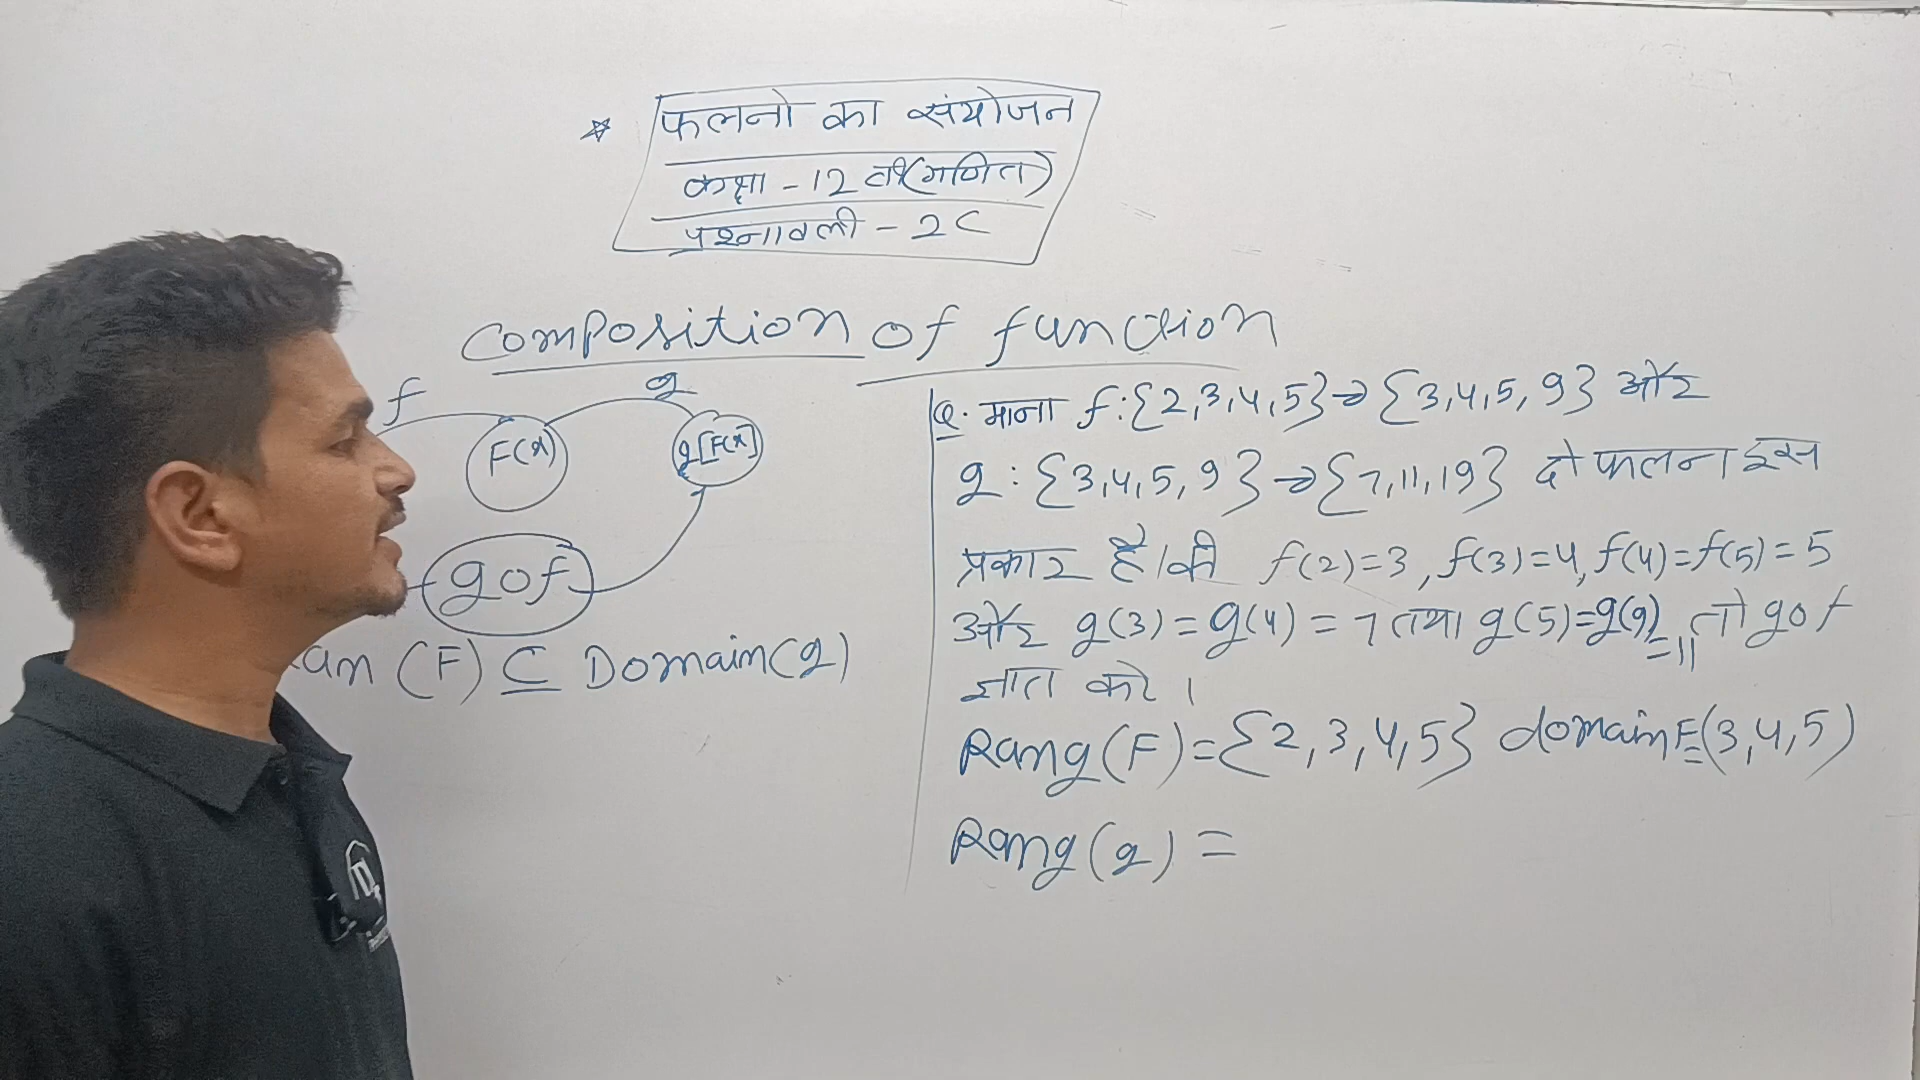 फलनो का संयोजन
कक्षा - 12 वी (गणित)
प्रश्नावली - 2C
Composition of function
f g
F(x) g[F(x)]
gof
an (F) ⊆ Domain(g)
Q. माना f:{2,3,4,5}→{3,4,5,9} और
g:{3,4,5,9}→{7,11,19} दो फलन इस
प्रकार है की f(2)=3, f(3)=4, f(4)=f(5)=5
और g(3)=g(4)=7 तथा g(5)=g(9)=11 तो gof
ज्ञात करो।
Rang(F)={2,3,4,5} domain F=(3,4,5)
Rang(g) =